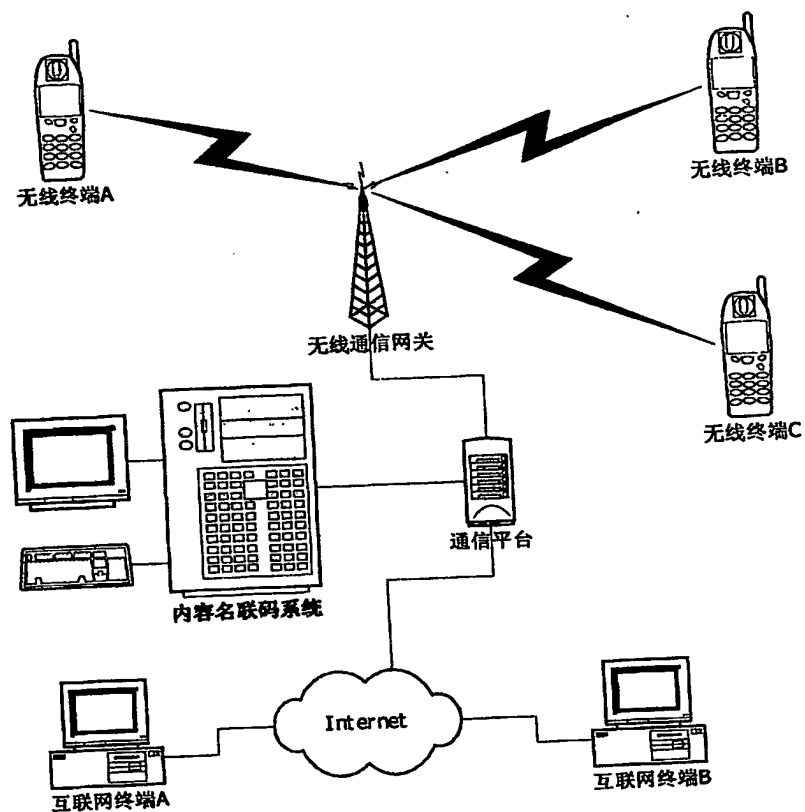 无线终端A
无线终端B
无线通信网关
无线终端C
通信平台
内容名联码系统
Internet
互联网终端A
互联网终端B